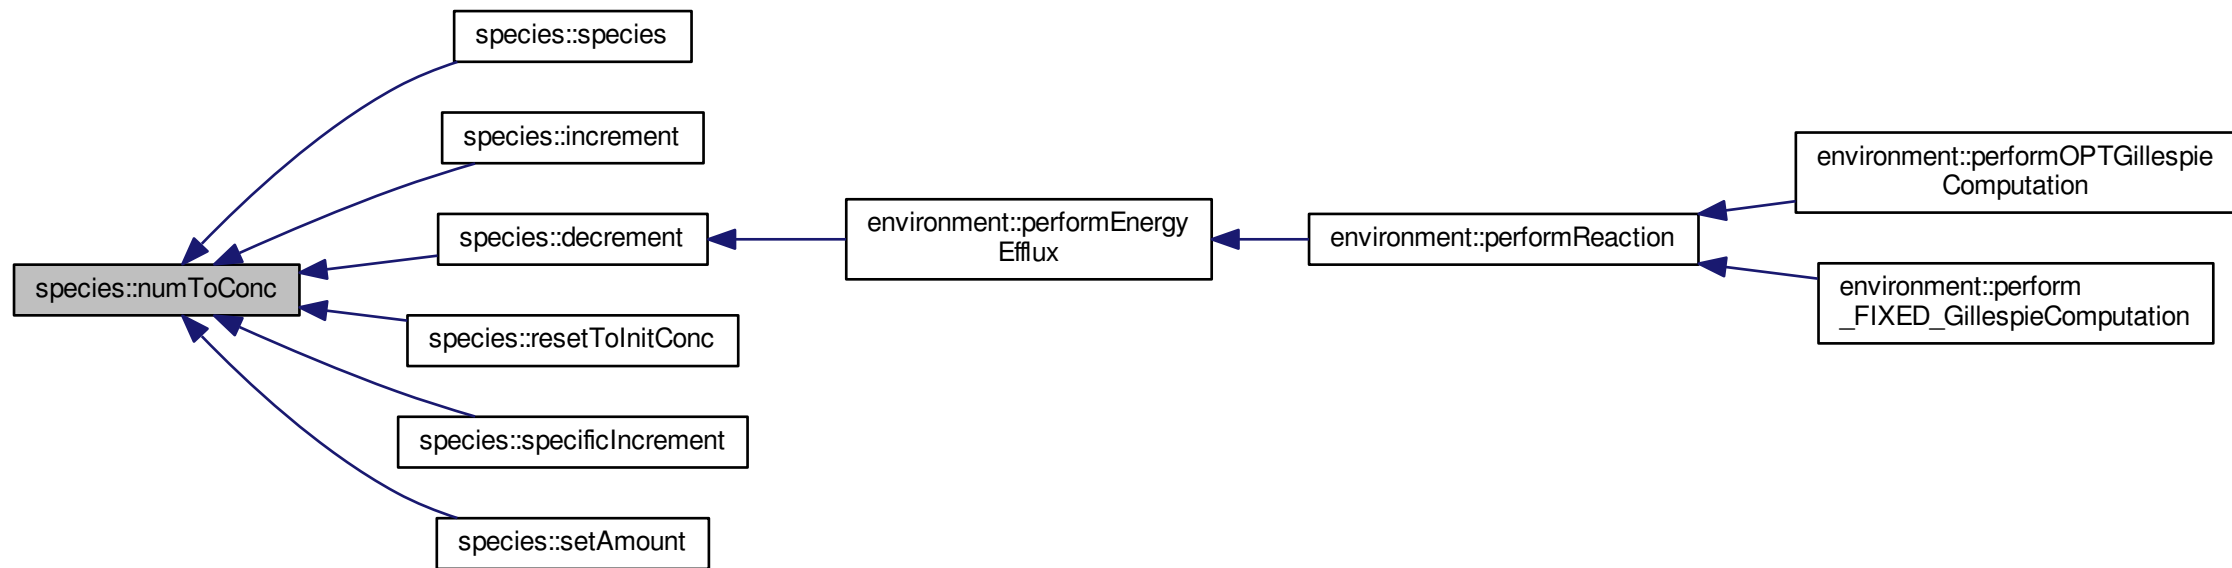 species::species
species::increment
species::decrement
species::numToConc
species::resetToInitConc
species::specificIncrement
species::setAmount
environment::performEnergy
Efflux
environment::performReaction
environment::performOPTGillespie
Computation
environment::perform
_FIXED_GillespieComputation